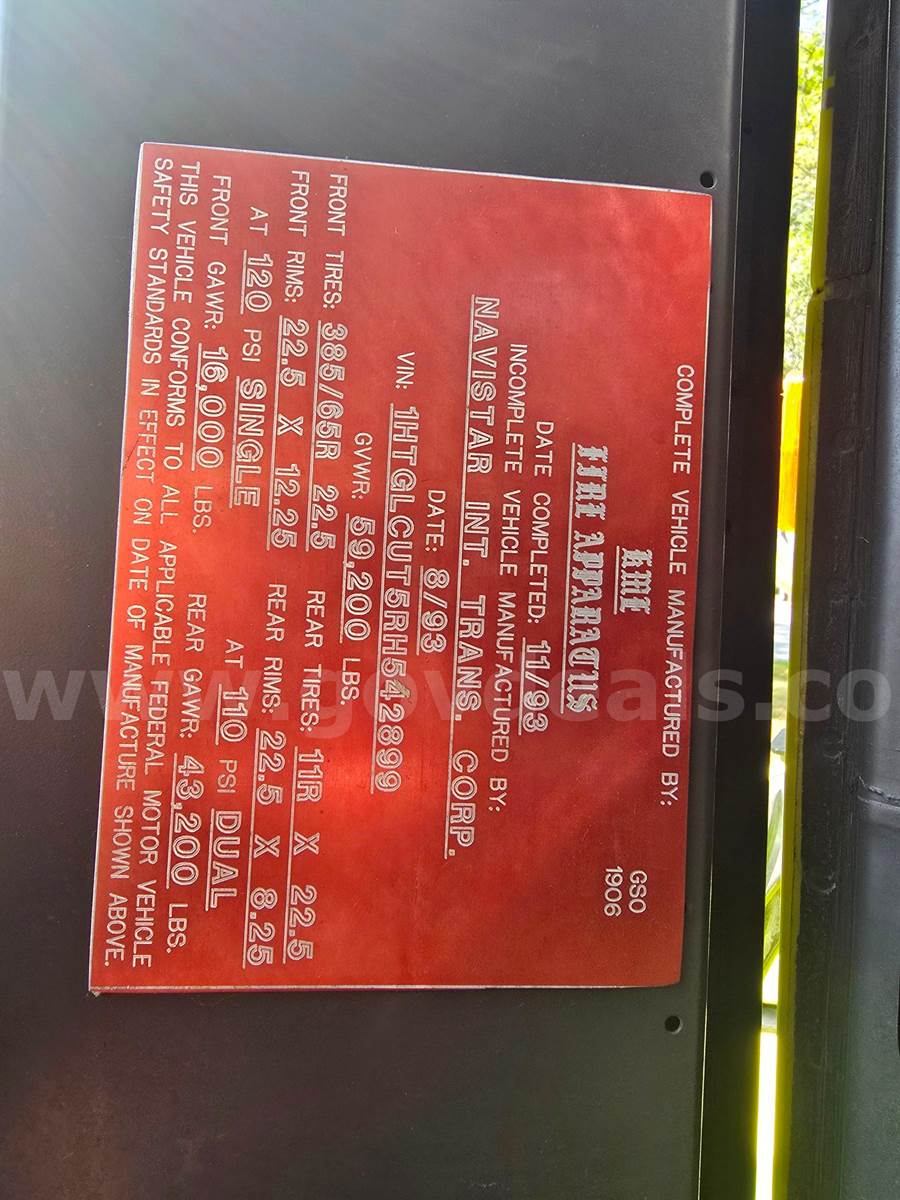 COMPLETE VEHICLE MANUFACTURED BY:
GSO
1906
KME
FIRE APPARATUS
DATE COMPLETED: 11/93
INCOMPLETE VEHICLE MANUFACTURED BY:
NAVISTAR INT. TRANS. CORP.
DATE: 8/93
VIN: 1HTGLCUT5RH542899
GVWR: 59,200 LBS.
FRONT TIRES: 385/65R 22.5 REAR TIRES: 11R X 22.5
FRONT RIMS: 22.5 X 12.25 REAR RIMS: 22.5 X 8.25
AT 120 PSI SINGLE AT 110 PSI DUAL
FRONT GAWR: 16,000 LBS. REAR GAWR: 43,200 LBS.
THIS VEHICLE CONFORMS TO ALL APPLICABLE FEDERAL MOTOR VEHICLE
SAFETY STANDARDS IN EFFECT ON DATE OF MANUFACTURE SHOWN ABOVE.
www.govdeals.co